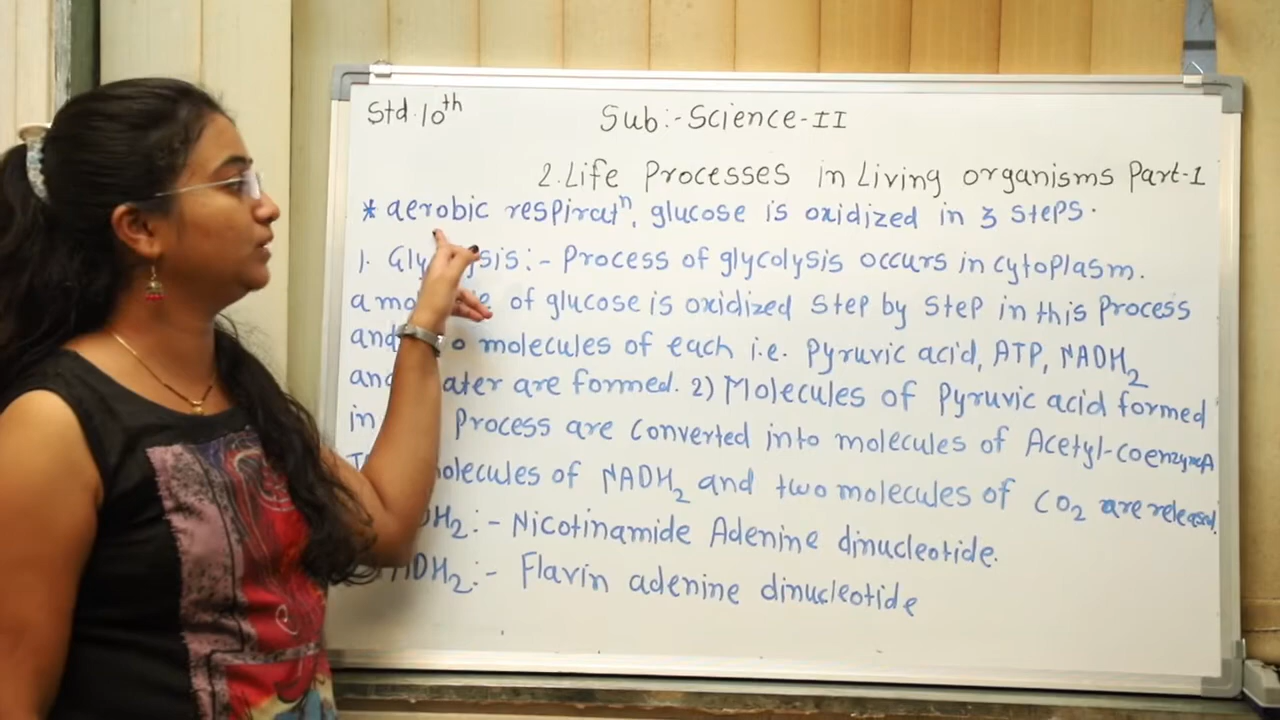 Std. 10th
Sub:- Science-II
2. Life Processes in Living organisms Part-1
* aerobic respiratn, glucose is oxidized in 3 steps.
1. Gly sis:- Process of glycolysis occurs in cytoplasm.
a of glucose is oxidized Step by Step in this Process
and molecules of each i.e. Pyruvic acid, ATP, NADH2
and are formed. 2) Molecules of Pyruvic acid formed
in Process are converted into molecules of Acetyl-coenzymeA
molecules of NADH2 and two molecules of CO2 are released.
DH2:- Nicotinamide Adenine dinucleotide.
DH2:- Flavin adenine dinucleotide